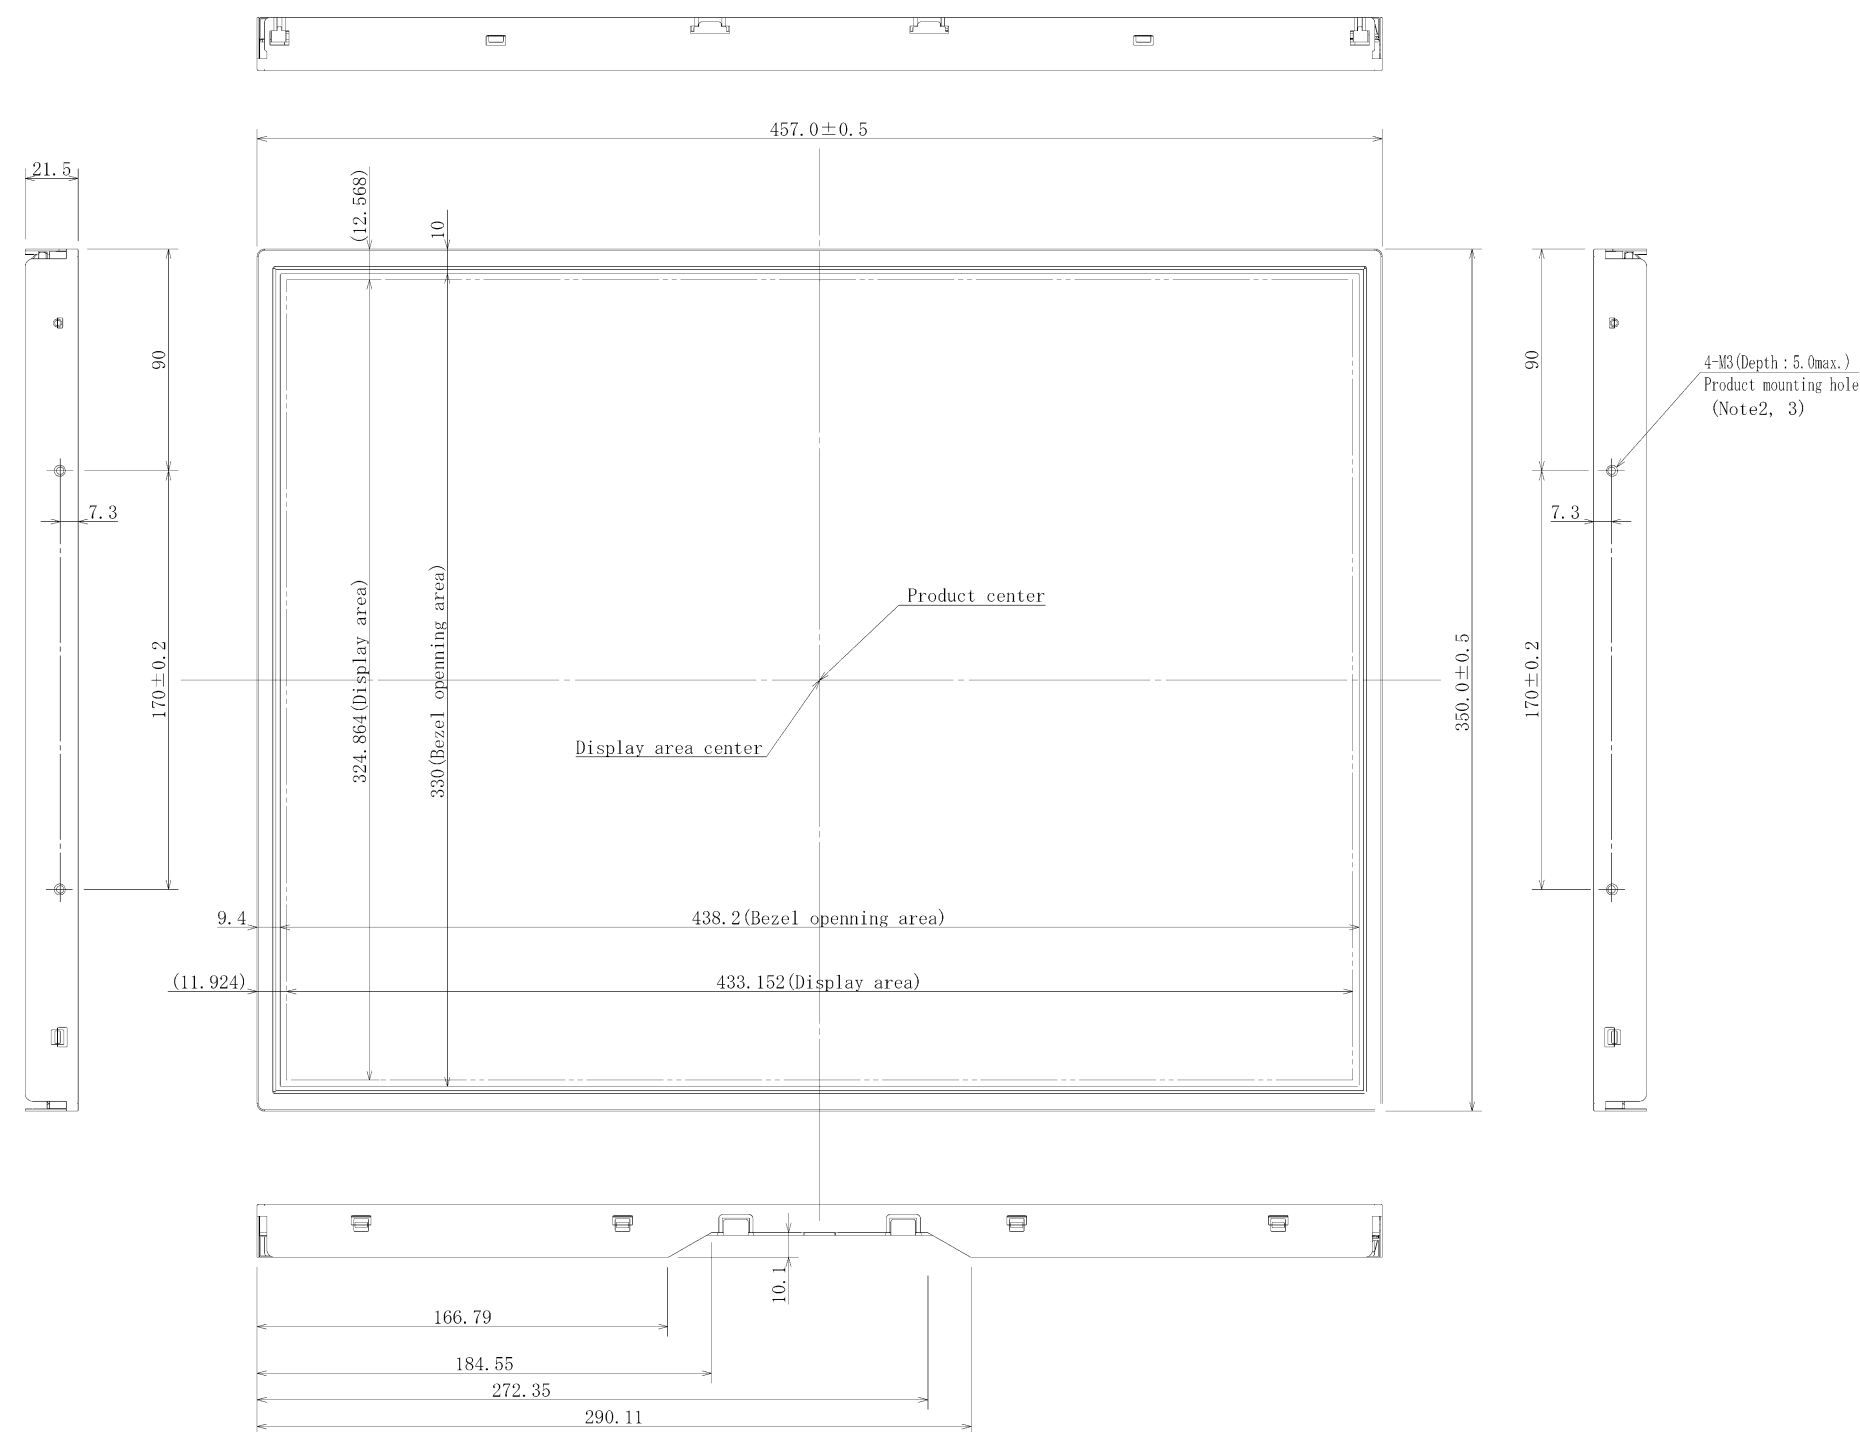 457.0±0.5
21.5
(12.568)
10
90
90
4-M3(Depth:5.0max.)
Product mounting hole
(Note2, 3)
7.3
7.3
Product center
324.864(Display area)
330(Bezel openning area)
170±0.2
350.0±0.5
170±0.2
Display area center
9.4
438.2(Bezel openning area)
(11.924)
433.152(Display area)
10.1
166.79
184.55
272.35
290.11